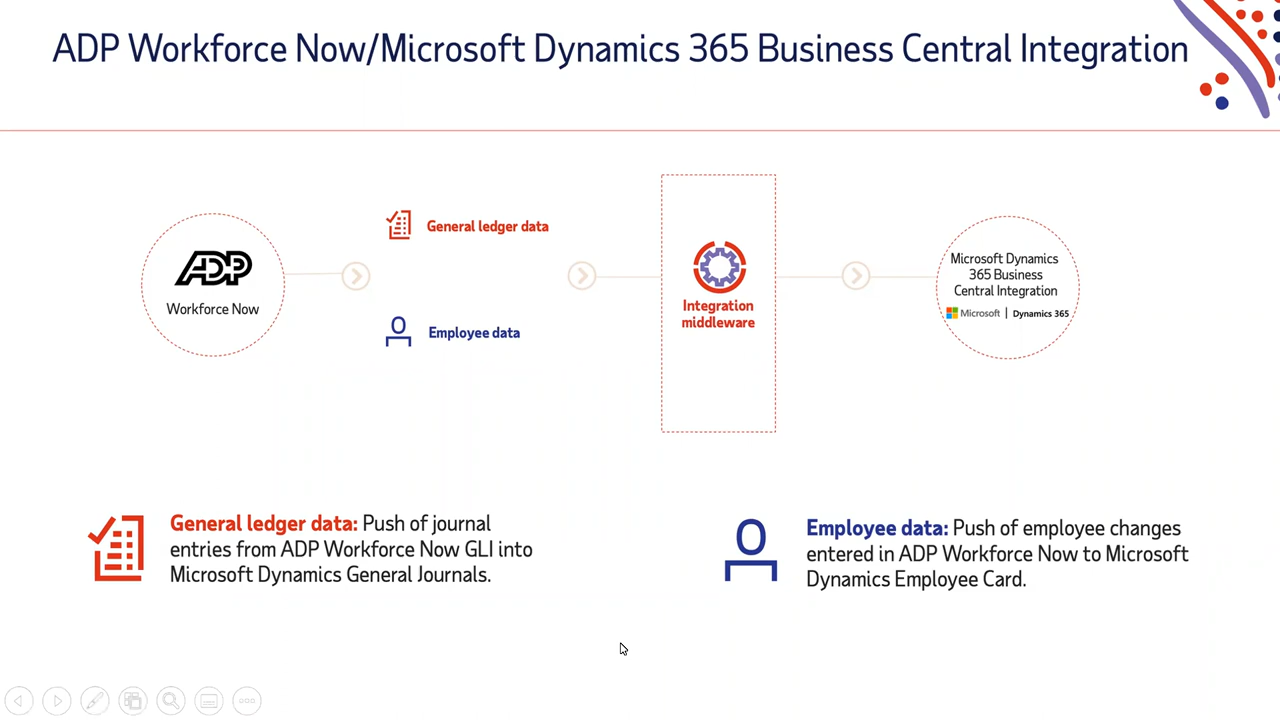 ADP Workforce Now/Microsoft Dynamics 365 Business Central Integration
ADP
Workforce Now
General ledger data
Employee data
Integration
middleware
Microsoft Dynamics
365 Business
Central Integration
Microsoft | Dynamics 365
General ledger data: Push of journal
entries from ADP Workforce Now GLI into
Microsoft Dynamics General Journals.
Employee data: Push of employee changes
entered in ADP Workforce Now to Microsoft
Dynamics Employee Card.